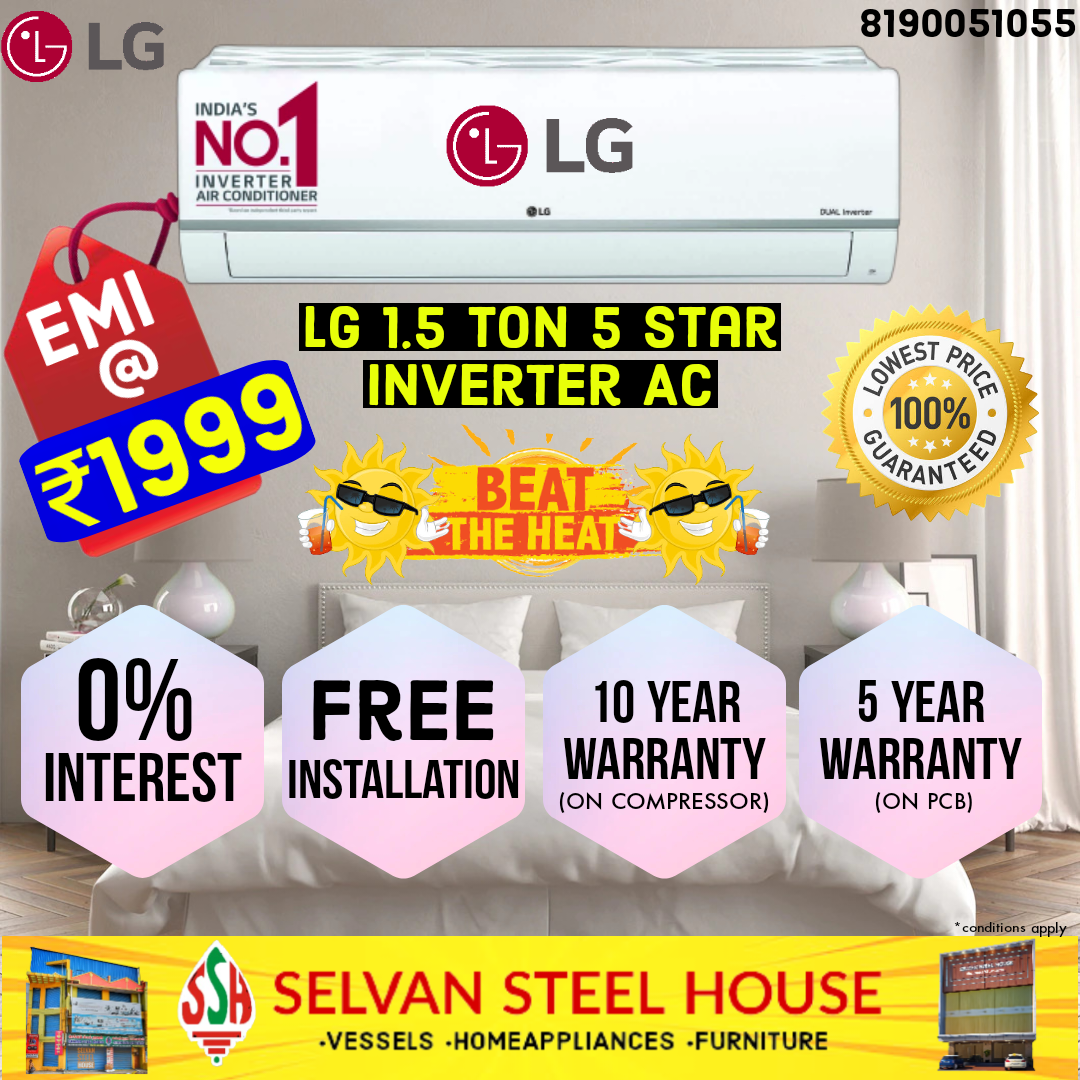 LG
8190051055
INDIA'S
NO.1
INVERTER
AIR CONDITIONER
LG
LG
DUAL Inverter
EMI
@
₹1999
LG 1.5 TON 5 STAR
INVERTER AC
LOWEST PRICE
100%
GUARANTEED
BEAT
THE HEAT
0%
INTEREST
FREE
INSTALLATION
10 YEAR
WARRANTY
(ON COMPRESSOR)
5 YEAR
WARRANTY
(ON PCB)
*conditions apply
SSH
SELVAN STEEL HOUSE
•VESSELS •HOMEAPPLIANCES •FURNITURE